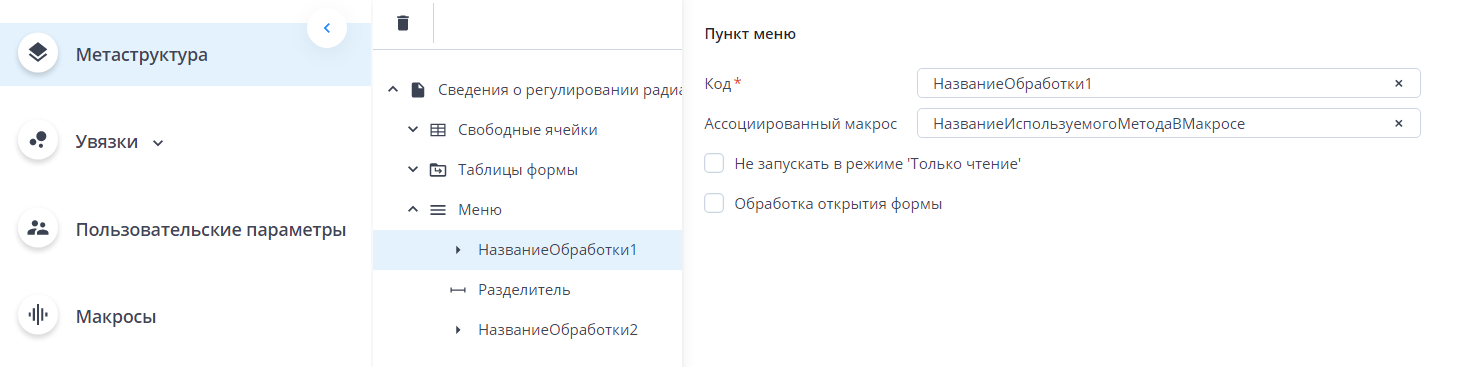 Метаструктура
Увязки
Пользовательские параметры
Макросы
Сведения о регулировании
Свободные ячейки
Таблицы формы
Меню
НазваниеОбработки1
Разделитель
НазваниеОбработки2
Пункт меню
Код* НазваниеОбработки1 ×
Ассоциированный макрос НазваниеИспользуемогоМетодаВМакросе ×
Не запускать в режиме 'Только чтение'
Обработка открытия формы